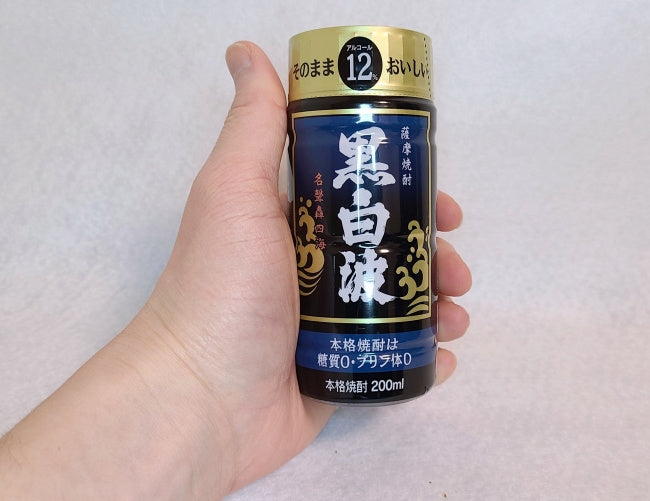 アルコール
そのまま 12% おいしい
薩摩焼酎
黒白波
名聲轟四海
本格焼酎は
糖質0・プリン体0
本格焼酎 200ml